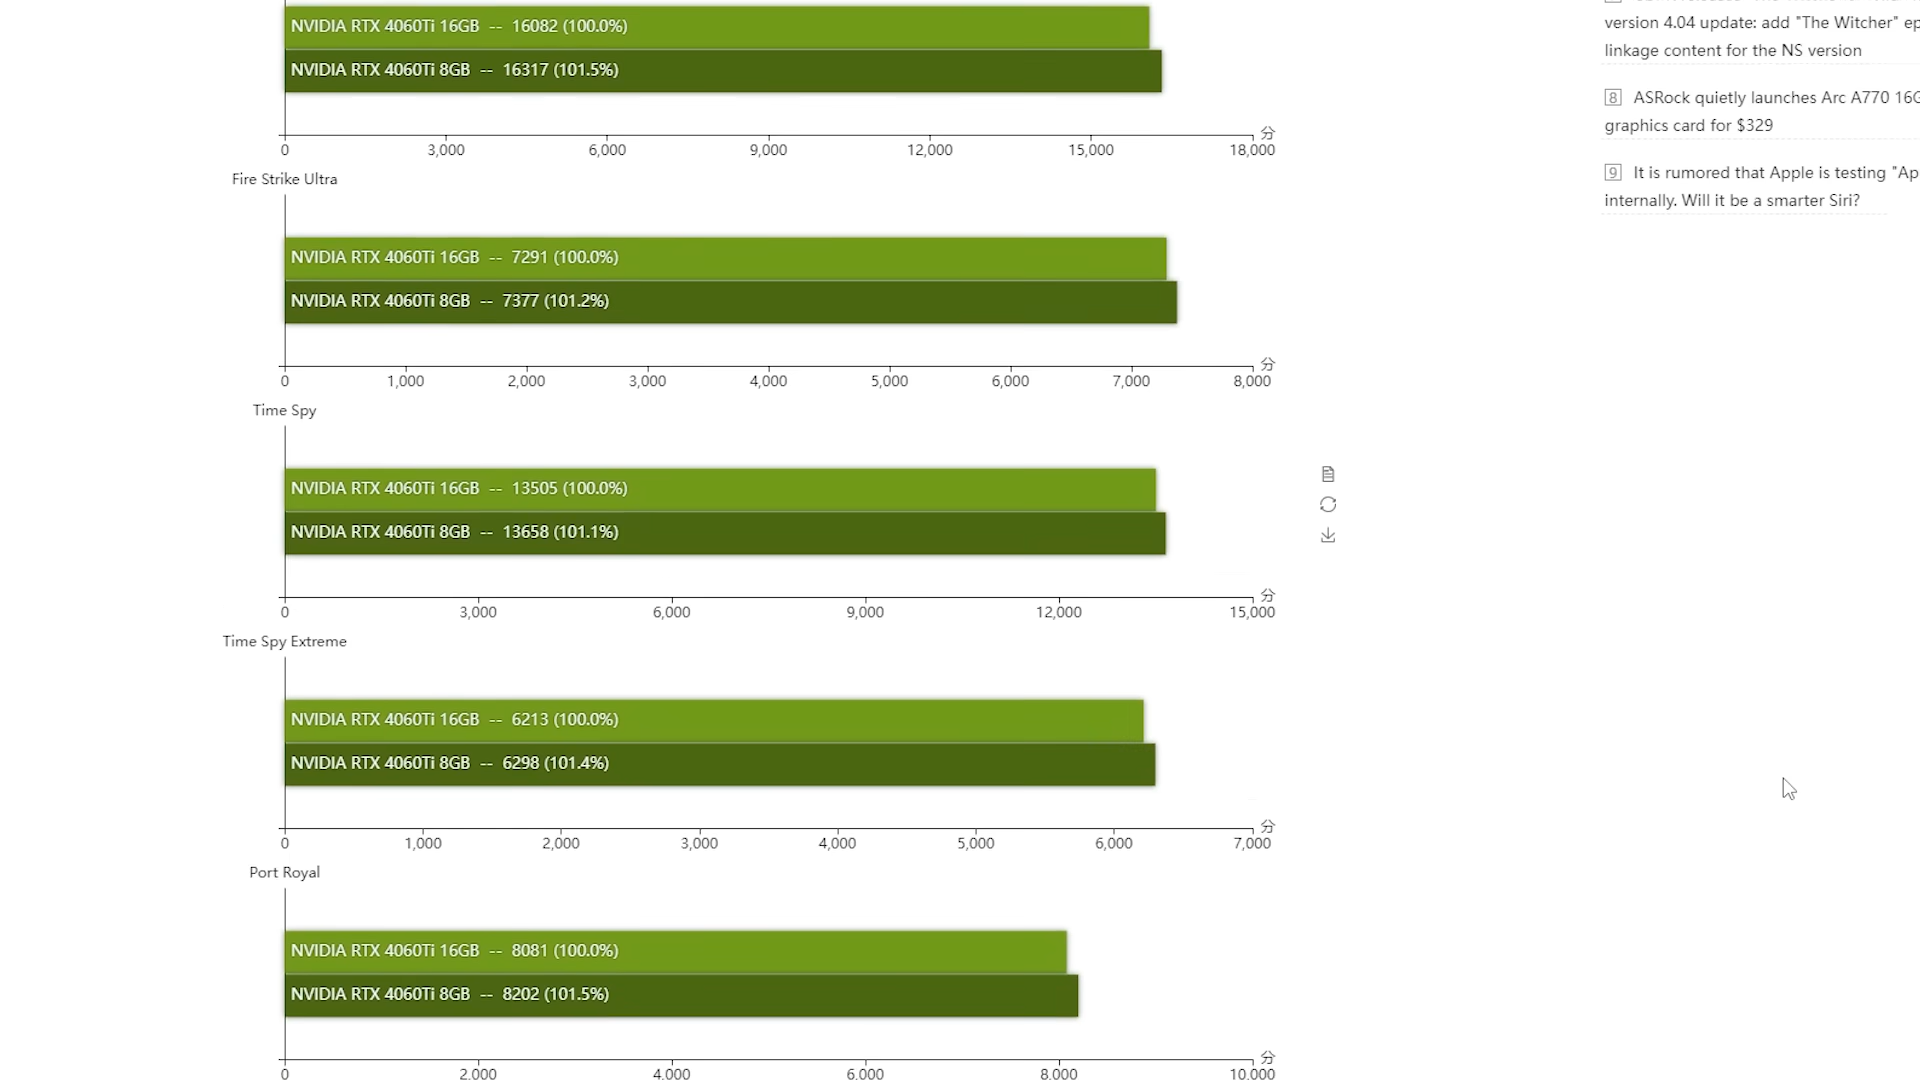 NVIDIA RTX 4060Ti 16GB -- 16082 (100.0%)
NVIDIA RTX 4060Ti 8GB -- 16317 (101.5%)
分
0 3,000 6,000 9,000 12,000 15,000 18,000
Fire Strike Ultra
NVIDIA RTX 4060Ti 16GB -- 7291 (100.0%)
NVIDIA RTX 4060Ti 8GB -- 7377 (101.2%)
分
0 1,000 2,000 3,000 4,000 5,000 6,000 7,000 8,000
Time Spy
NVIDIA RTX 4060Ti 16GB -- 13505 (100.0%)
NVIDIA RTX 4060Ti 8GB -- 13658 (101.1%)
分
0 3,000 6,000 9,000 12,000 15,000
Time Spy Extreme
NVIDIA RTX 4060Ti 16GB -- 6213 (100.0%)
NVIDIA RTX 4060Ti 8GB -- 6298 (101.4%)
分
0 1,000 2,000 3,000 4,000 5,000 6,000 7,000
Port Royal
NVIDIA RTX 4060Ti 16GB -- 8081 (100.0%)
NVIDIA RTX 4060Ti 8GB -- 8202 (101.5%)
分
0 2,000 4,000 6,000 8,000 10,000
version 4.04 update: add "The Witcher" ep
linkage content for the NS version
8 ASRock quietly launches Arc A770 16G
graphics card for $329
9 It is rumored that Apple is testing "Ap
internally. Will it be a smarter Siri?